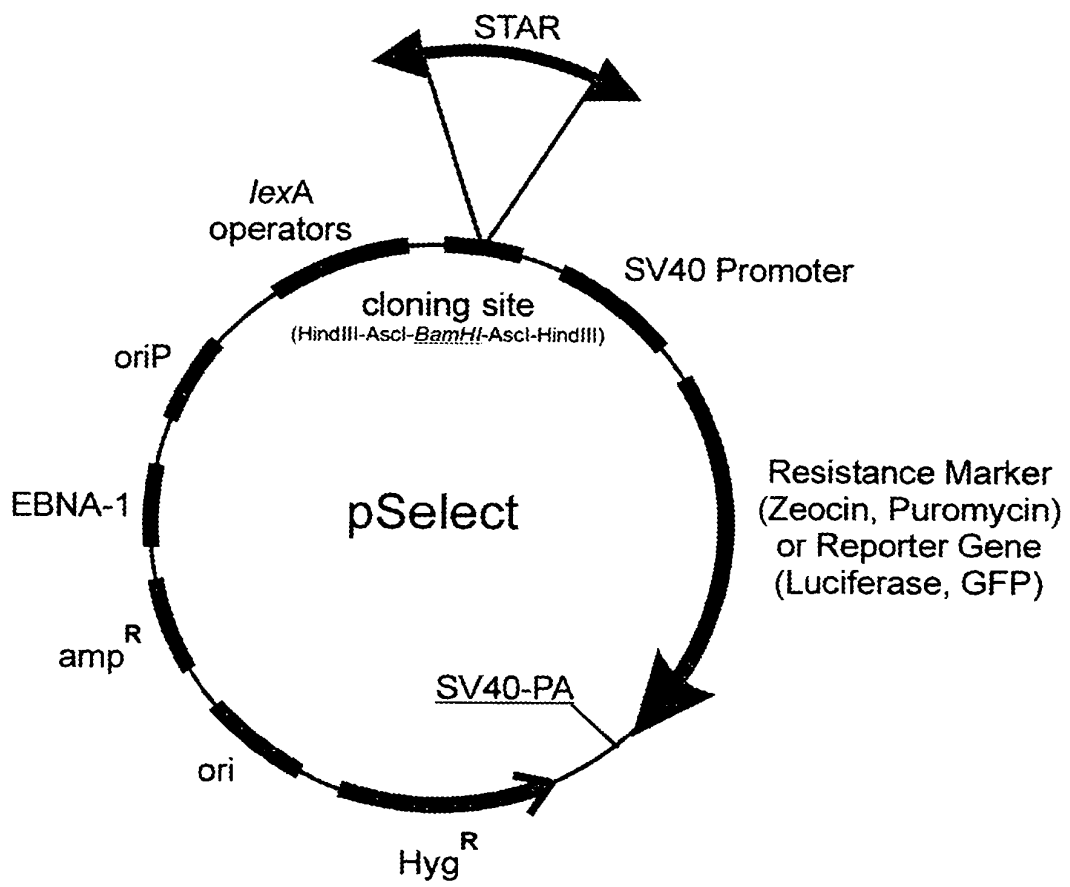 STAR
lexA
operators
SV40 Promoter
cloning site
(HindIII-AscI-BamHI-AscI-HindIII)
oriP
EBNA-1
pSelect
Resistance Marker
(Zeocin, Puromycin)
or Reporter Gene
(Luciferase, GFP)
ampR
SV40-PA
ori
HygR